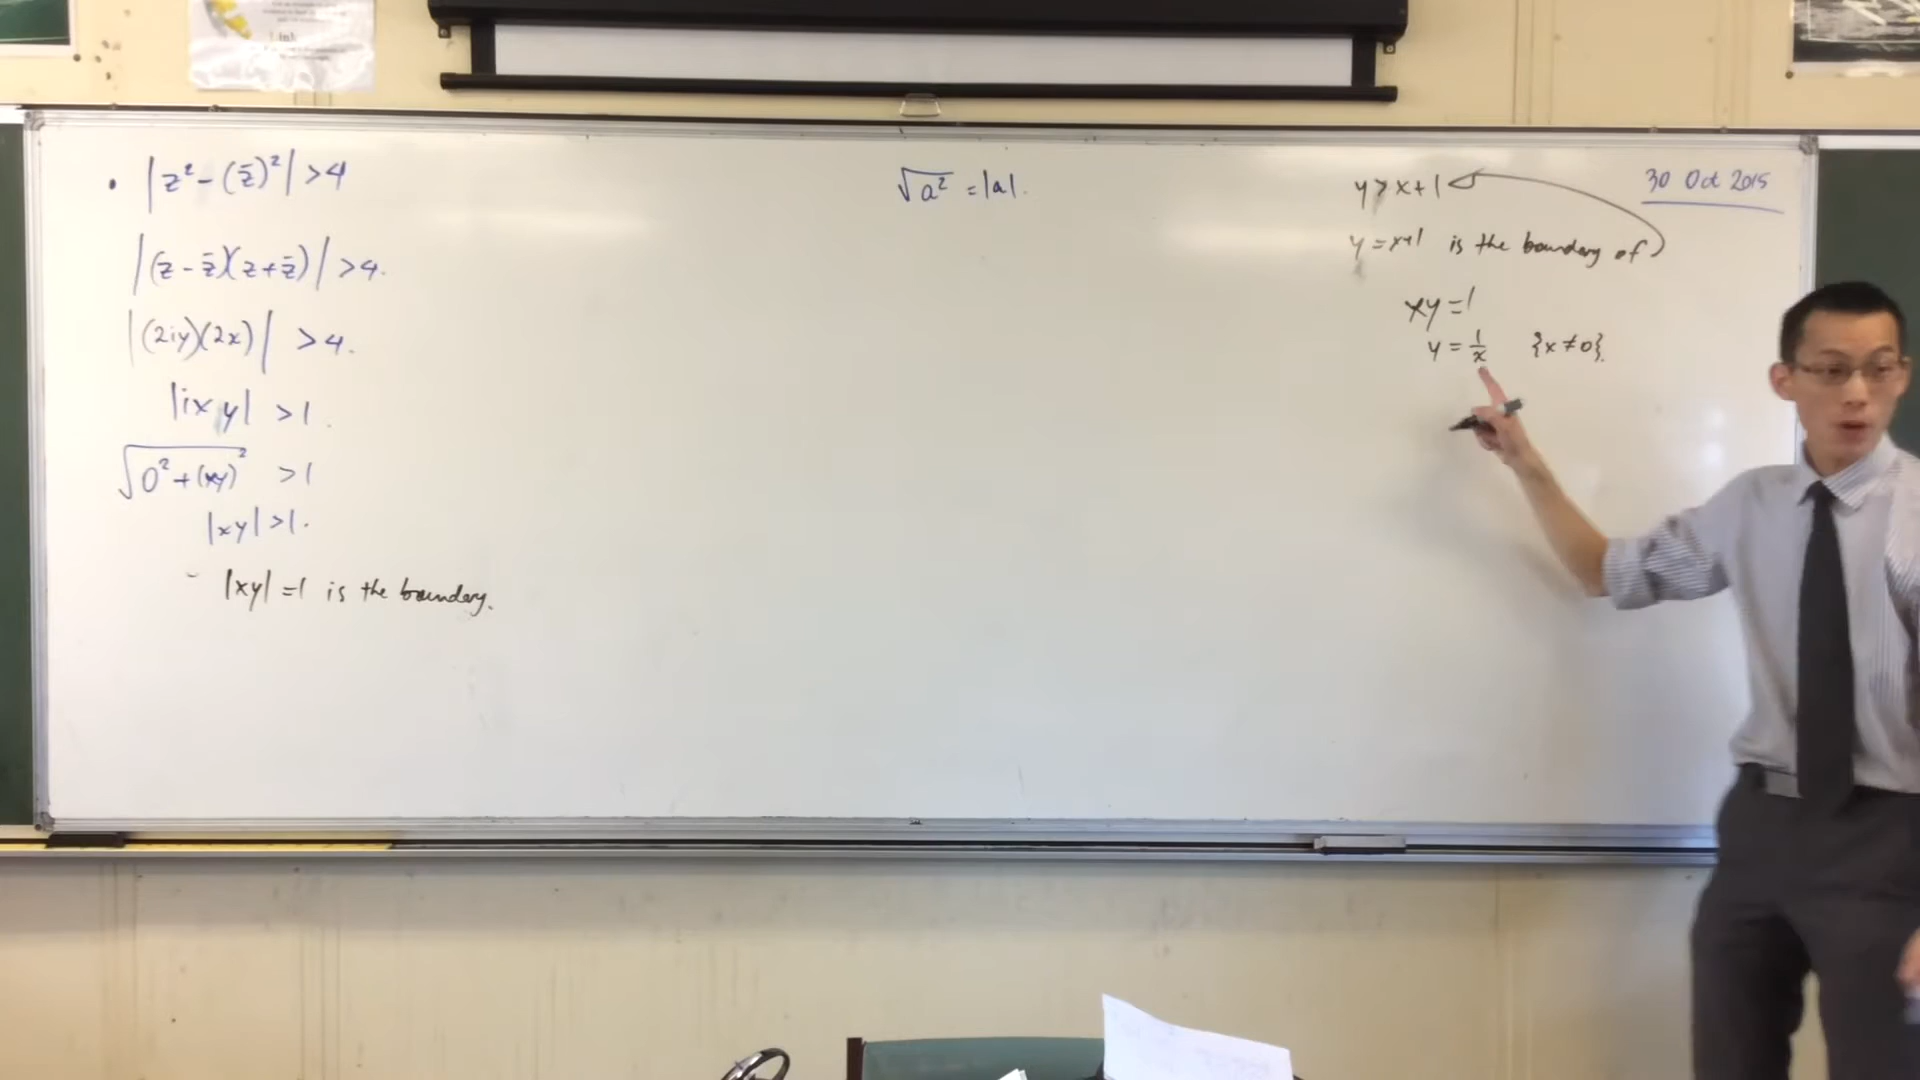 • |z² - (z̄)²| > 4
|(z - z̄)(z + z̄)| > 4.
|(2iy)(2x)| > 4.
|ixy| > 1.
√(0² + (xy)²) > 1
|xy| > 1.
|xy| = 1 is the boundary.
√a² = |a|.
y > x + 1
y = x+1 is the boundary of
xy = 1
y = 1/x {x ≠ 0}.
30 Oct 2015